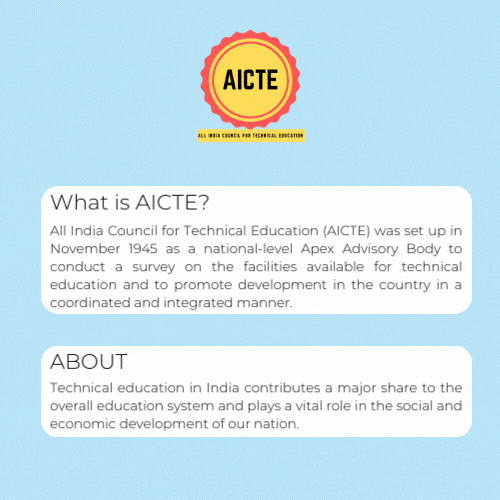 AICTE
ALL INDIA COUNCIL FOR TECHNICAL EDUCATION
What is AICTE?
All India Council for Technical Education (AICTE) was set up in
November 1945 as a national-level Apex Advisory Body to
conduct a survey on the facilities available for technical
education and to promote development in the country in a
coordinated and integrated manner.
ABOUT
Technical education in India contributes a major share to the
overall education system and plays a vital role in the social and
economic development of our nation.